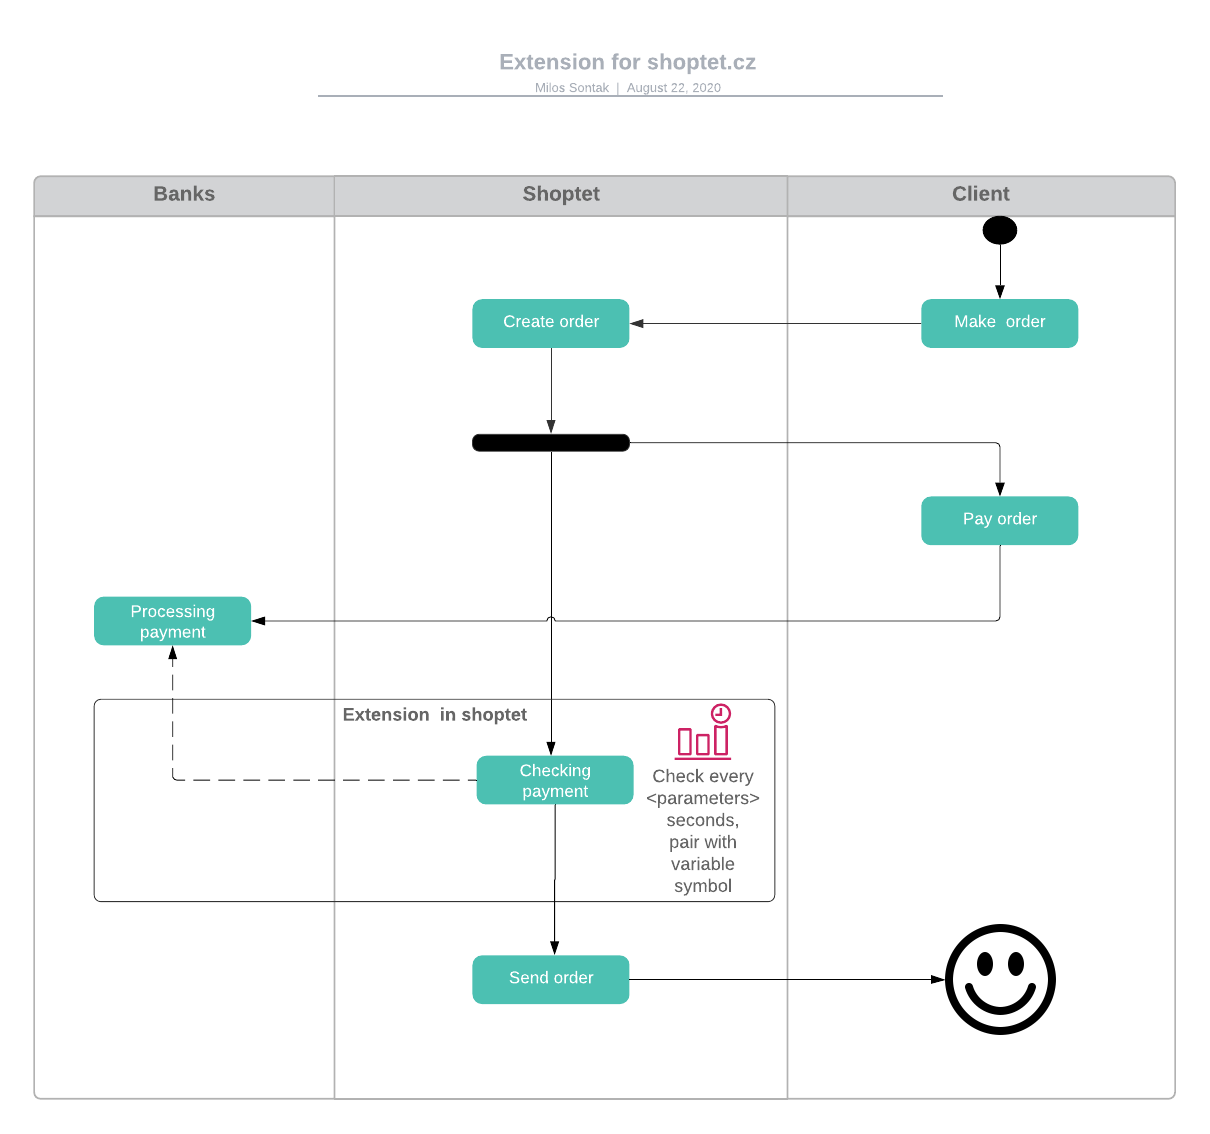 Extension for shoptet.cz
Milos Sontak | August 22, 2020
Banks
Shoptet
Client
Create order
Make order
Pay order
Processing
payment
Extension in shoptet
Checking
payment
Check every
<parameters>
seconds,
pair with
variable
symbol
Send order